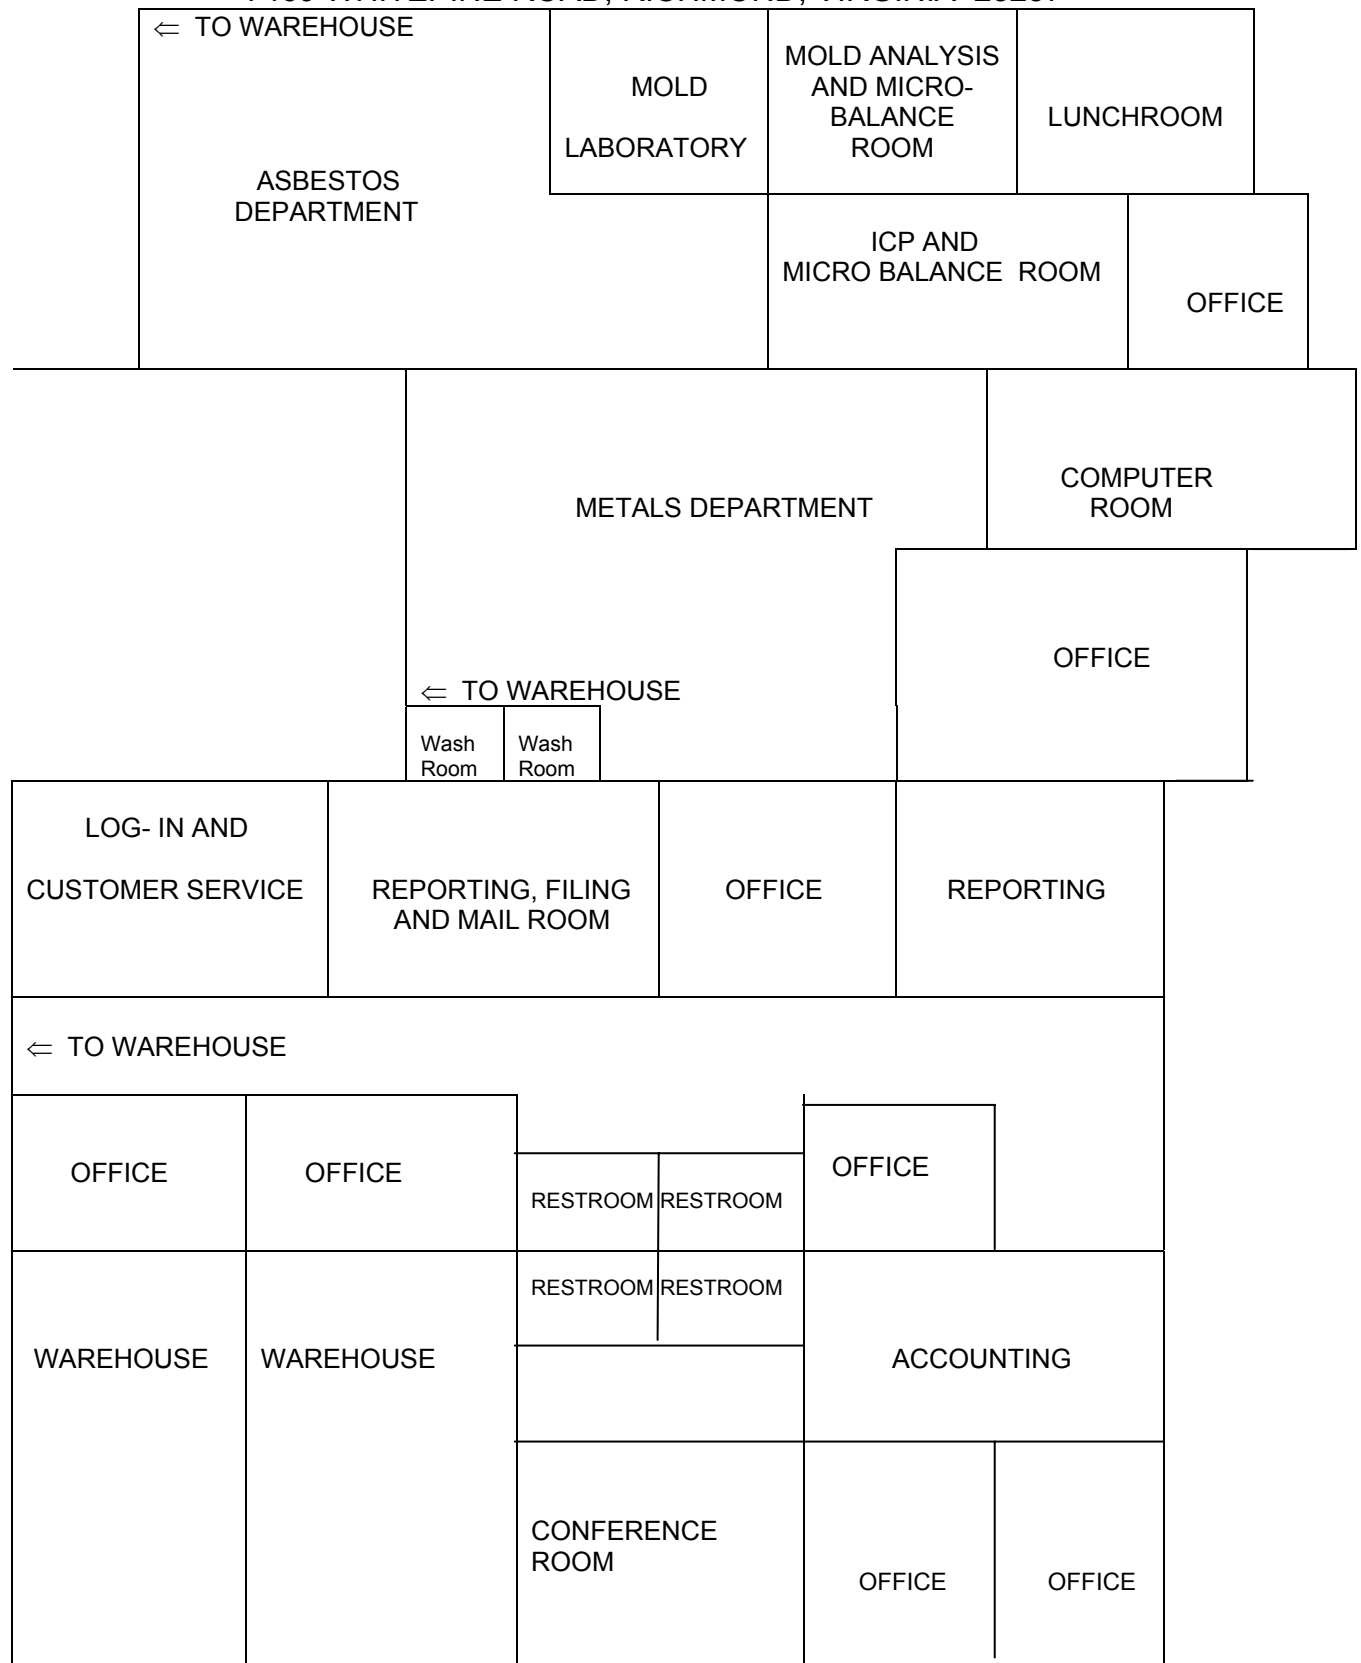 ⇐ TO WAREHOUSE
MOLD
LABORATORY
MOLD ANALYSIS
AND MICRO-
BALANCE
ROOM
LUNCHROOM
ASBESTOS
DEPARTMENT
ICP AND
MICRO BALANCE ROOM
OFFICE
METALS DEPARTMENT
COMPUTER
ROOM
OFFICE
⇐ TO WAREHOUSE
Wash
Room
Wash
Room
LOG- IN AND
CUSTOMER SERVICE
REPORTING, FILING
AND MAIL ROOM
OFFICE
REPORTING
⇐ TO WAREHOUSE
OFFICE
OFFICE
RESTROOM
RESTROOM
OFFICE
RESTROOM
RESTROOM
WAREHOUSE
WAREHOUSE
ACCOUNTING
CONFERENCE
ROOM
OFFICE
OFFICE